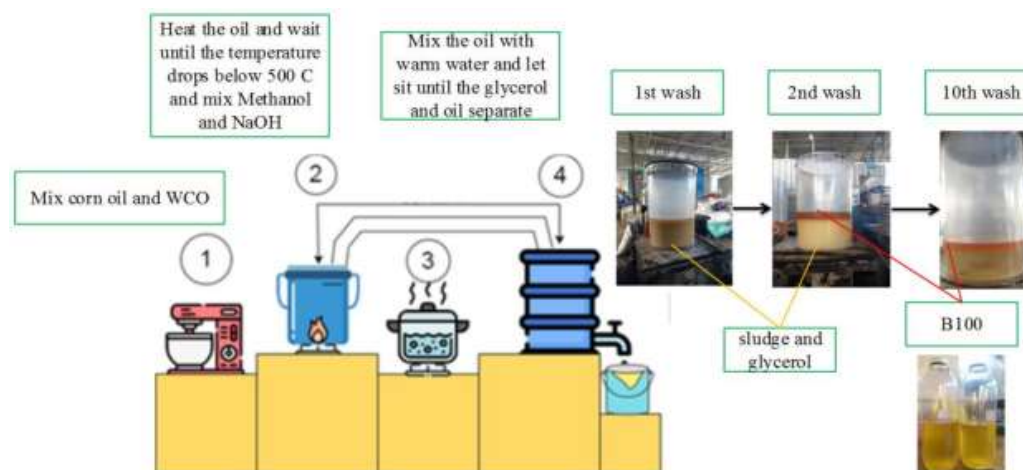 Heat the oil and wait
until the temperature
drops below 500 C
and mix Methanol
and NaOH
Mix the oil with
warm water and let
sit until the glycerol
and oil separate
1st wash
2nd wash
10th wash
Mix corn oil and WCO
1
2
3
4
sludge and
glycerol
B100